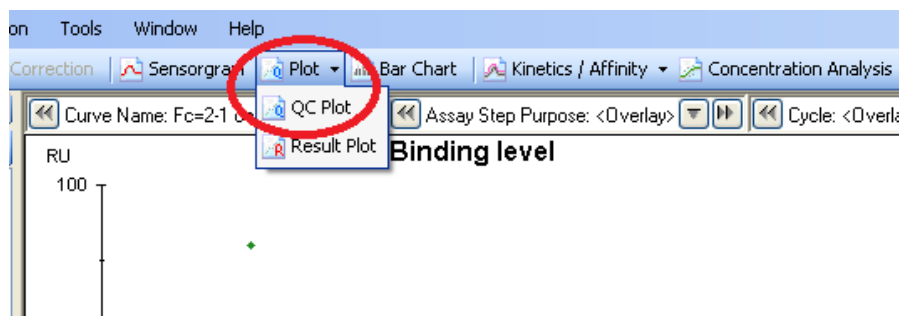 on Tools Window Help
Correction Sensorgram Plot Bar Chart Kinetics / Affinity Concentration Analysis
QC Plot
Curve Name: Fc=2-1 Assay Step Purpose: <Overlay> Cycle: <Overla
Result Plot
Binding level
RU
100